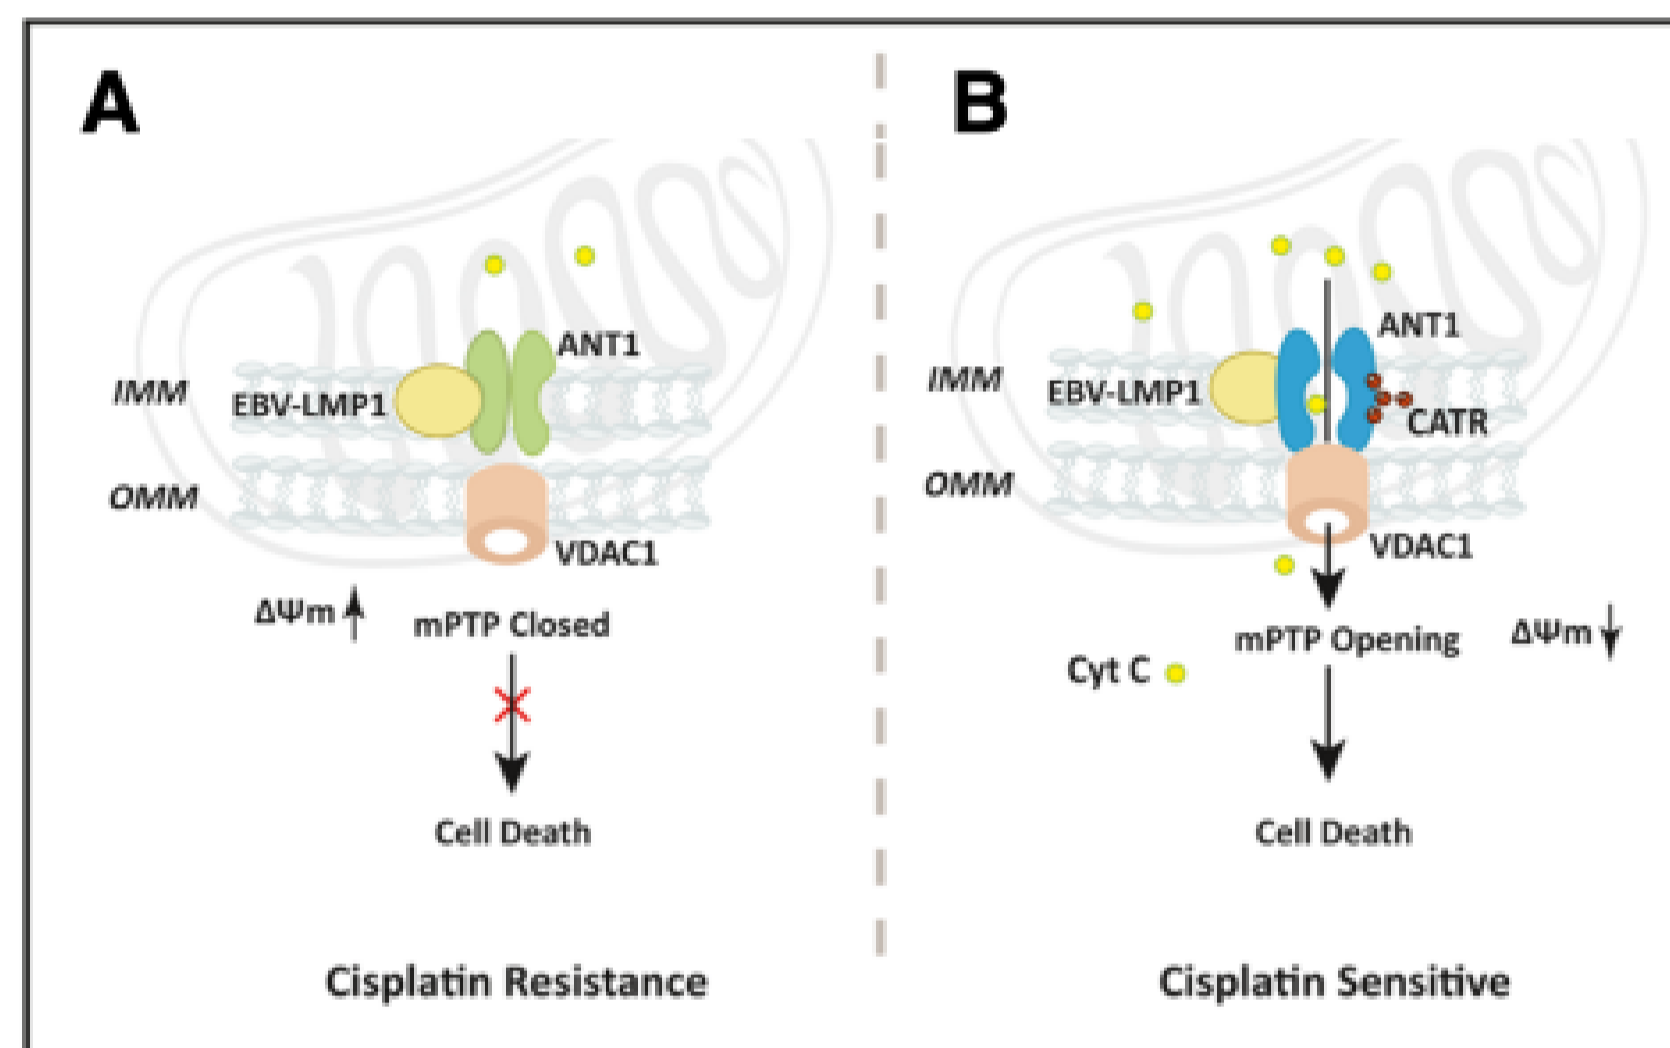 A
ANT1
IMM
EBV-LMP1
OMM
VDAC1
ΔΨm
mPTP Closed
Cell Death
Cisplatin Resistance
B
ANT1
IMM
EBV-LMP1
CATR
OMM
VDAC1
mPTP Opening
ΔΨm
Cyt C
Cell Death
Cisplatin Sensitive